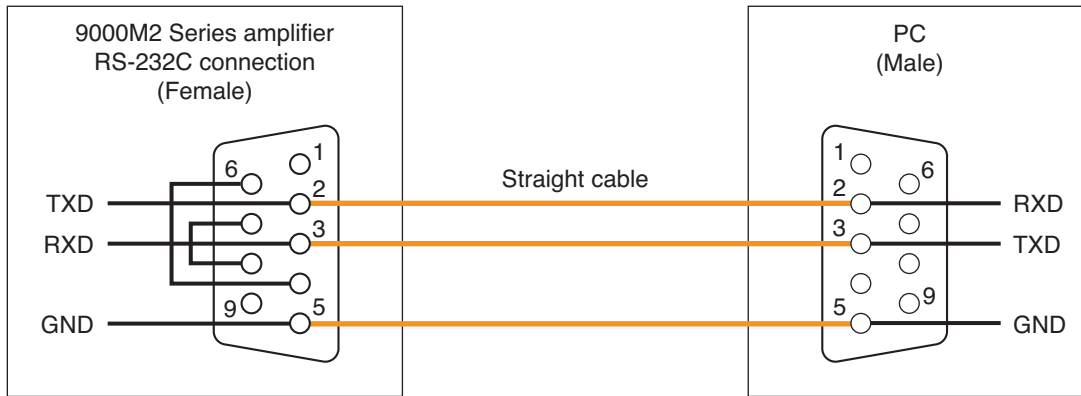 9000M2 Series amplifier
RS-232C connection
(Female)
PC
(Male)
6
1
2
3
9
5
TXD
RXD
GND
Straight cable
1
6
2
3
9
5
RXD
TXD
GND